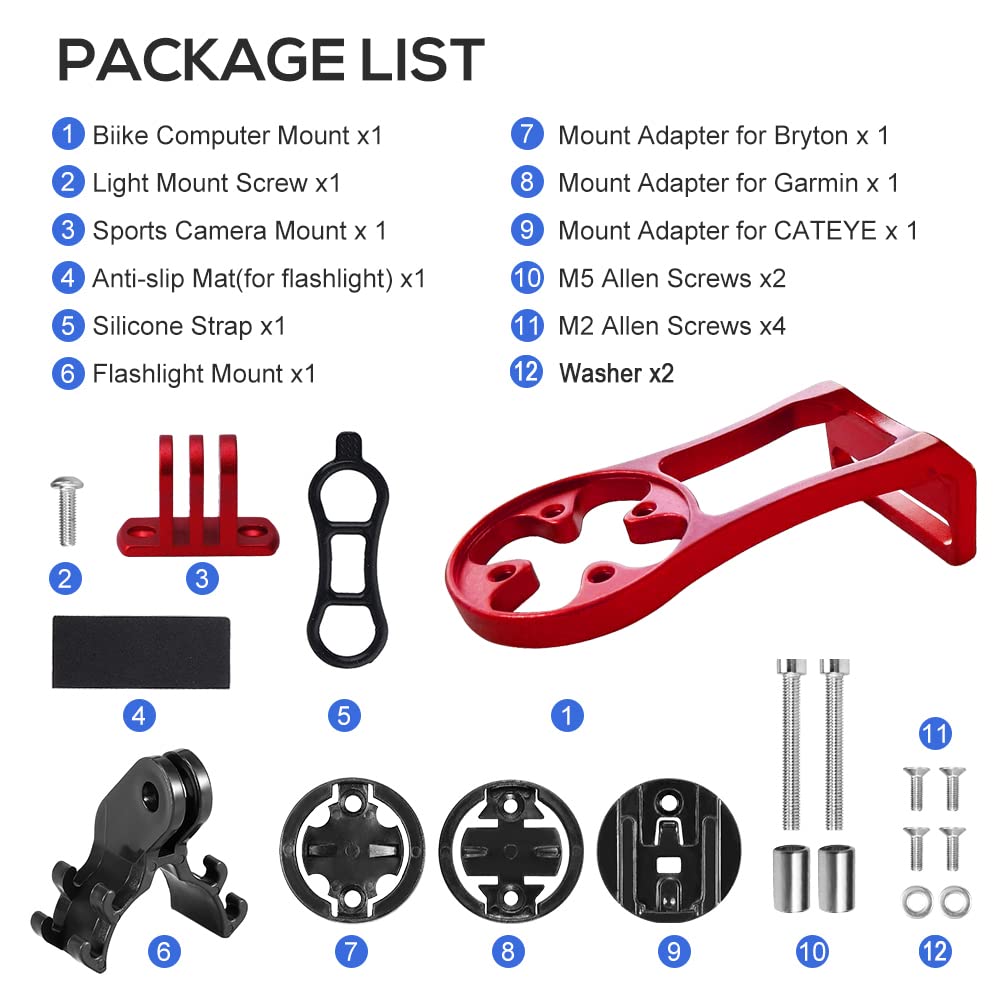 PACKAGE LIST
1 Biike Computer Mount x1
2 Light Mount Screw x1
3 Sports Camera Mount x 1
4 Anti-slip Mat(for flashlight) x1
5 Silicone Strap x1
6 Flashlight Mount x1
7 Mount Adapter for Bryton x 1
8 Mount Adapter for Garmin x 1
9 Mount Adapter for CATEYE x 1
10 M5 Allen Screws x2
11 M2 Allen Screws x4
12 Washer x2
2
3
4
5
1
11
6
7
8
9
10
12